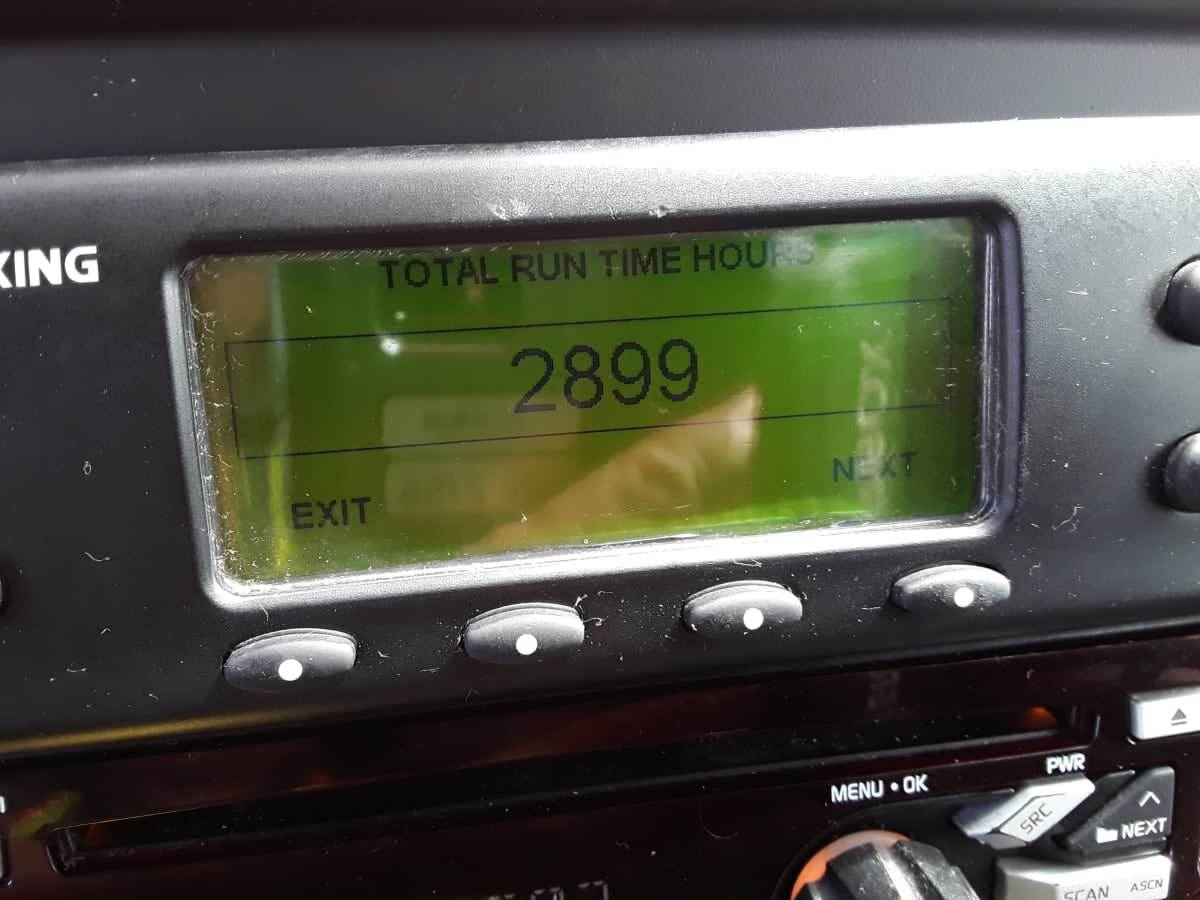 KING
TOTAL RUN TIME HOURS
2899
EXIT
NEXT
PWR
MENU • OK
SRC
NEXT
SCAN
ASCN